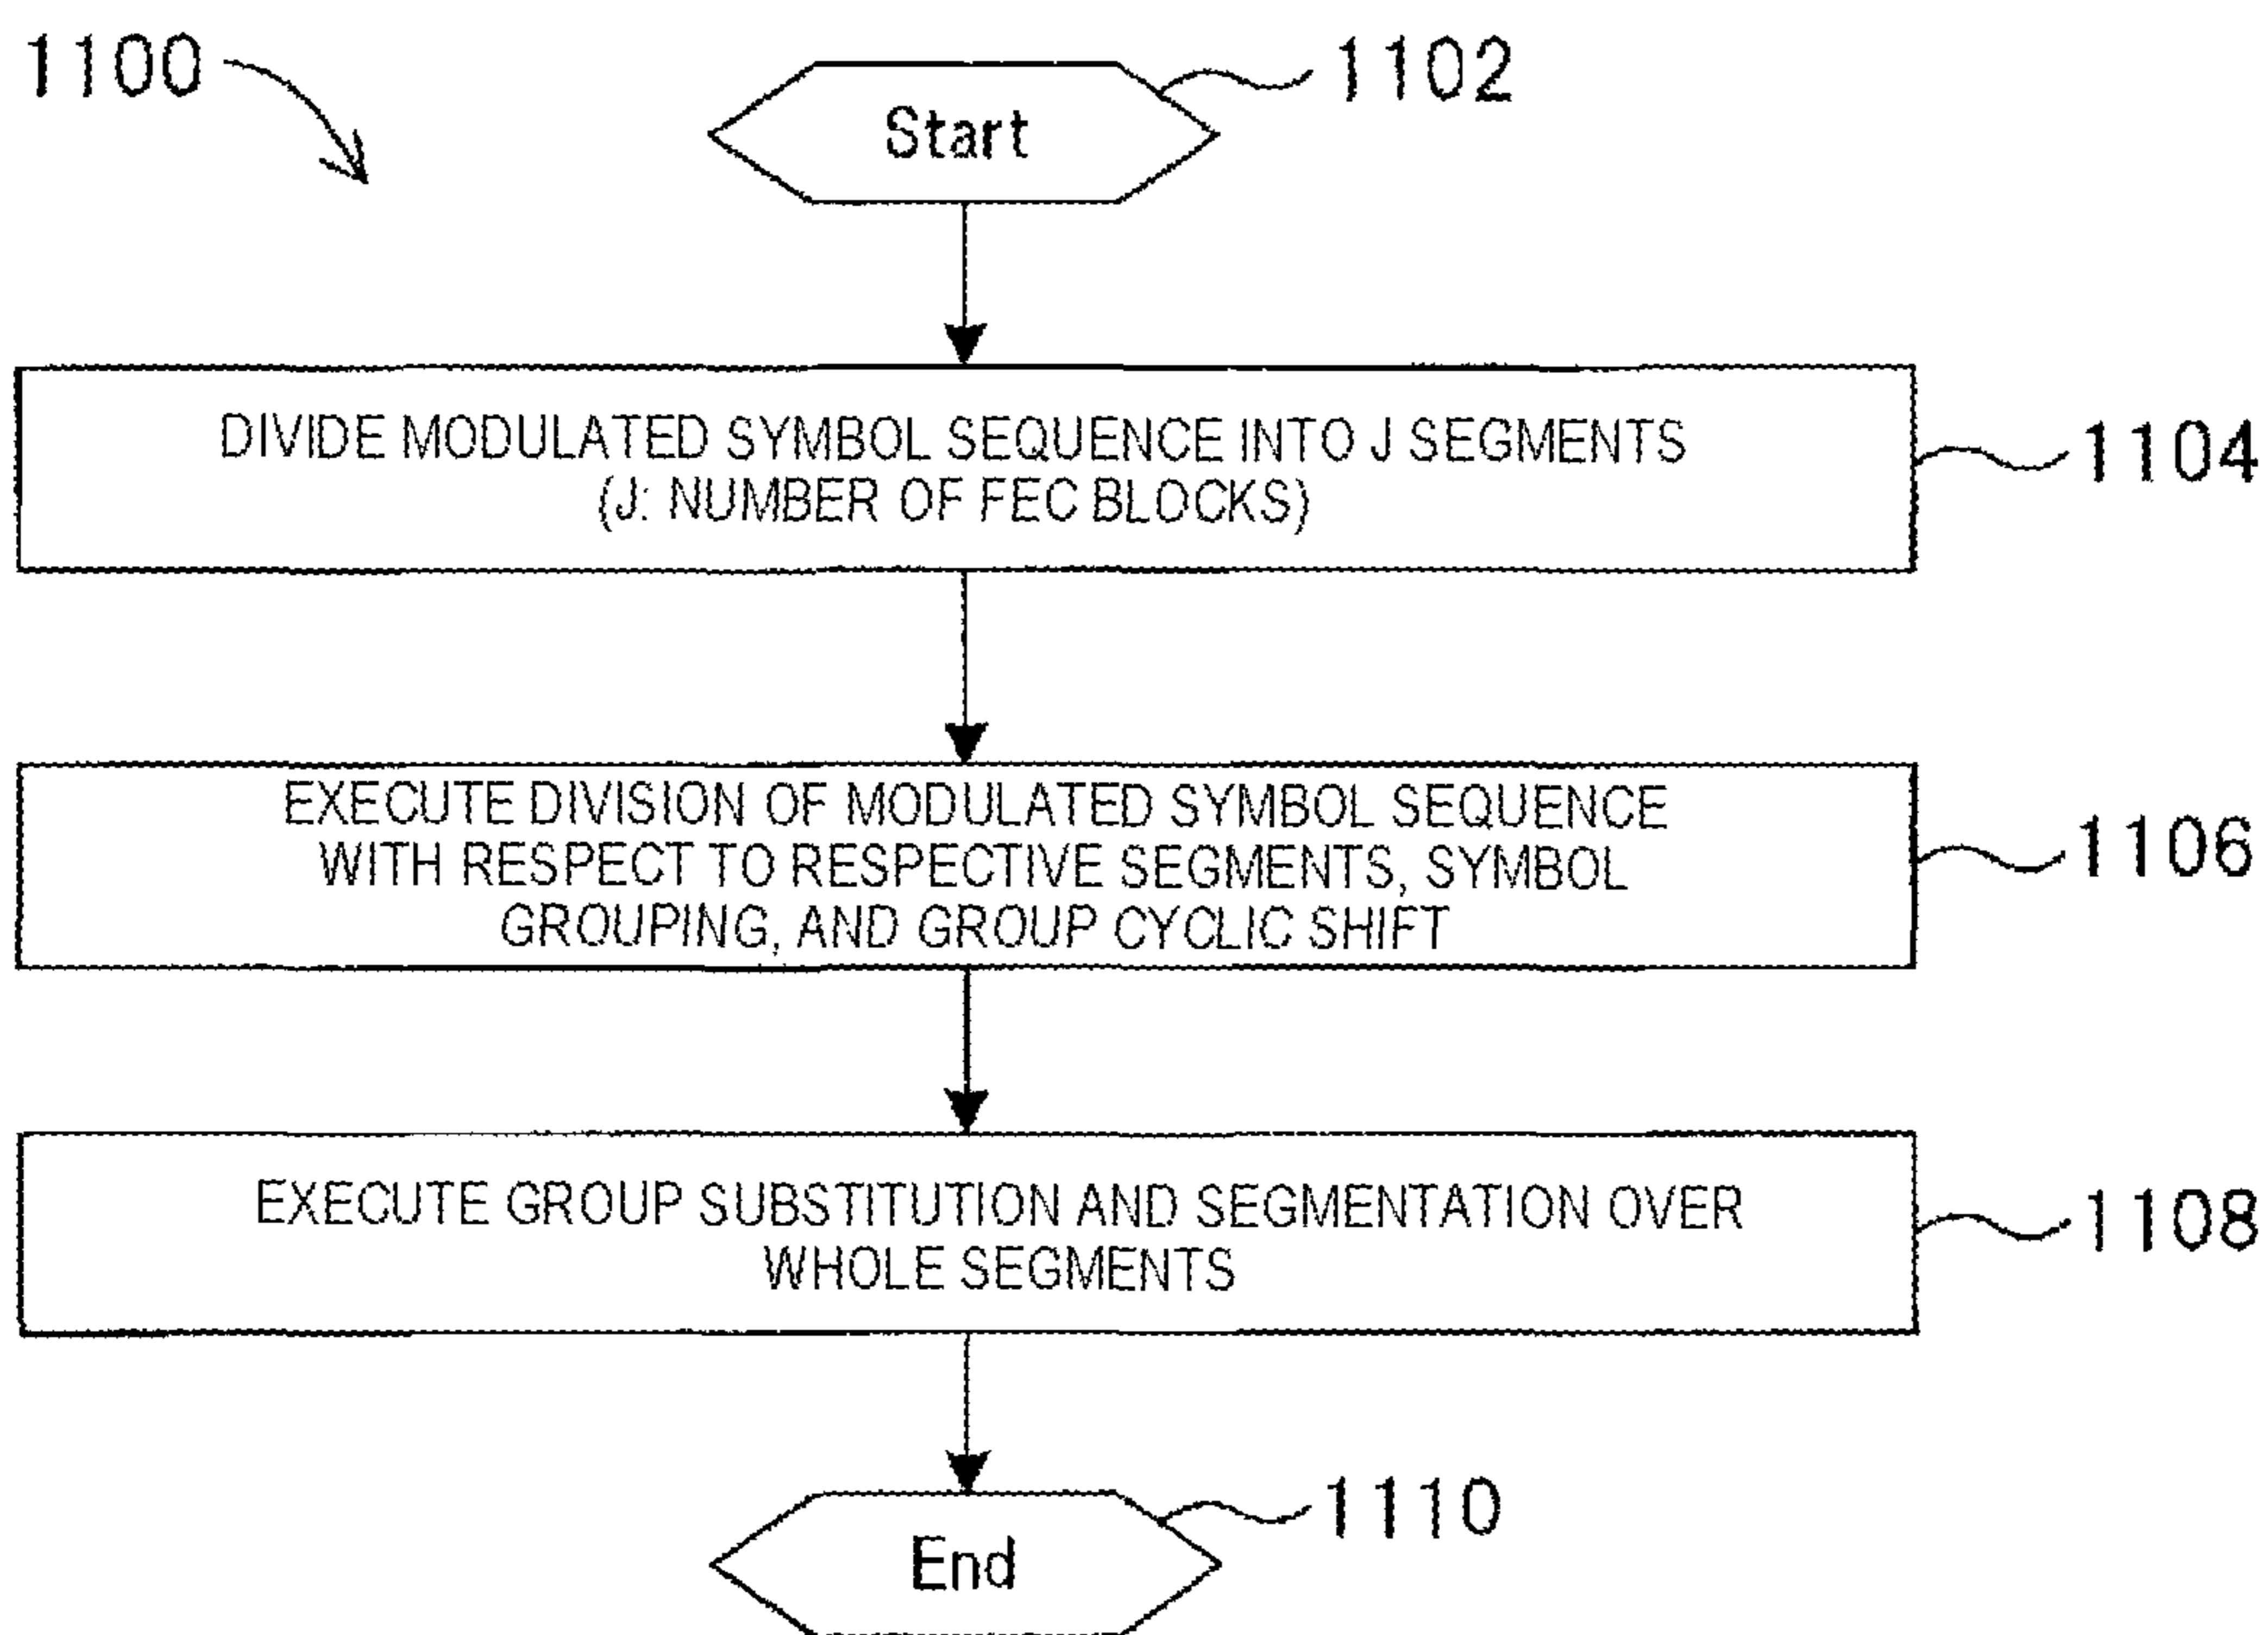 1100
Start
1102
DIVIDE MODULATED SYMBOL SEQUENCE INTO J SEGMENTS
(J: NUMBER OF FEC BLOCKS)
1104
EXECUTE DIVISION OF MODULATED SYMBOL SEQUENCE
WITH RESPECT TO RESPECTIVE SEGMENTS, SYMBOL
GROUPING, AND GROUP CYCLIC SHIFT
1106
EXECUTE GROUP SUBSTITUTION AND SEGMENTATION OVER
WHOLE SEGMENTS
1108
End
1110